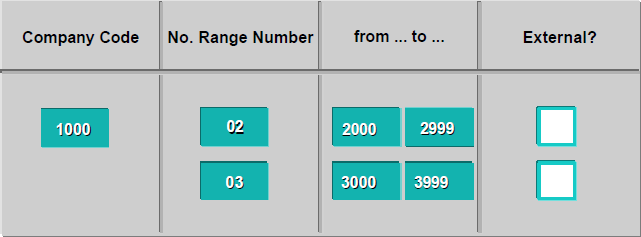 Company Code No. Range Number from ... to ... External?
1000 02 2000 2999
03 3000 3999